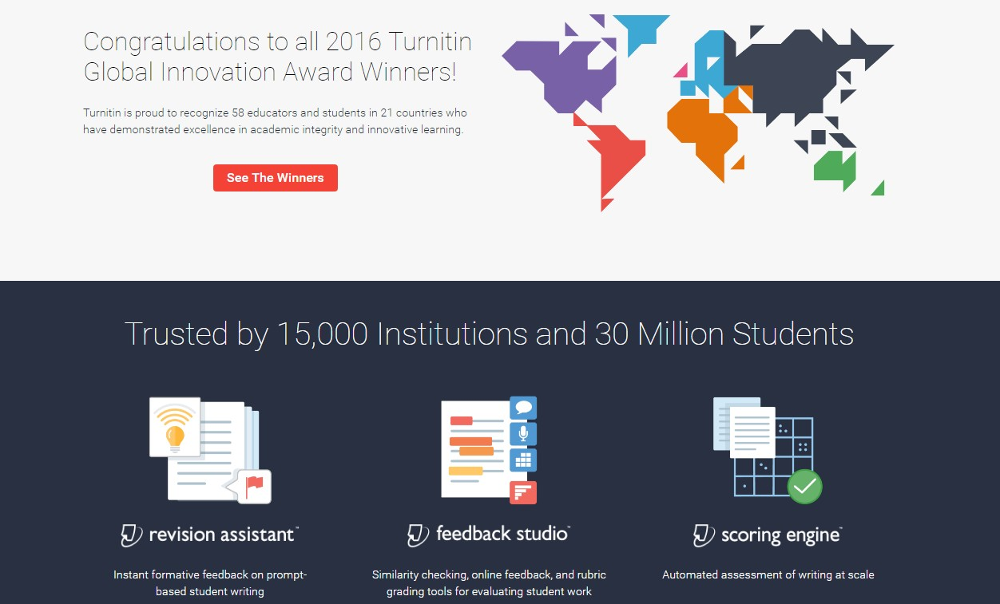 Congratulations to all 2016 Turnitin
Global Innovation Award Winners!
Turnitin is proud to recognize 58 educators and students in 21 countries who
have demonstrated excellence in academic integrity and innovative learning.
See The Winners
Trusted by 15,000 Institutions and 30 Million Students
revision assistant™
feedback studio™
scoring engine™
Instant formative feedback on prompt-
based student writing
Similarity checking, online feedback, and rubric
grading tools for evaluating student work
Automated assessment of writing at scale